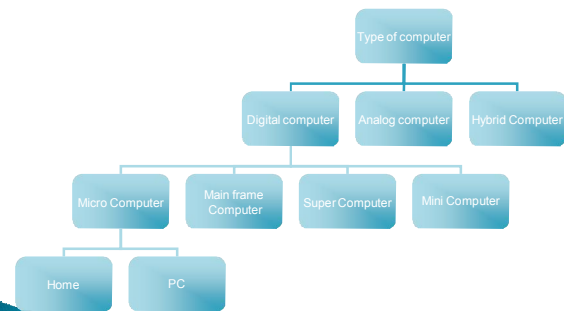 Type of computer
Digital computer
Analog computer
Hybrid Computer
Micro Computer
Main frame
Computer
Super Computer
Mini Computer
Home
PC